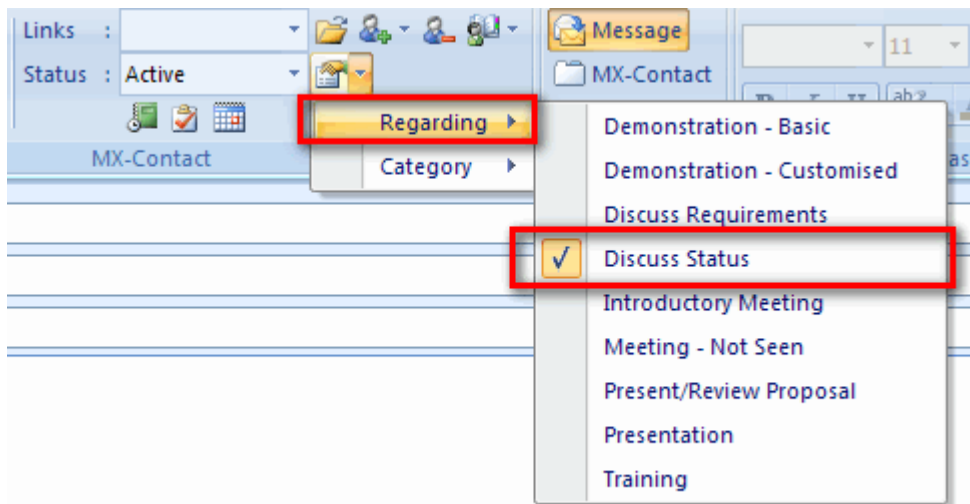 Links :
Status : Active
MX-Contact
Message
MX-Contact
11
Regarding
Category
Demonstration - Basic
Demonstration - Customised
Discuss Requirements
Discuss Status
Introductory Meeting
Meeting - Not Seen
Present/Review Proposal
Presentation
Training